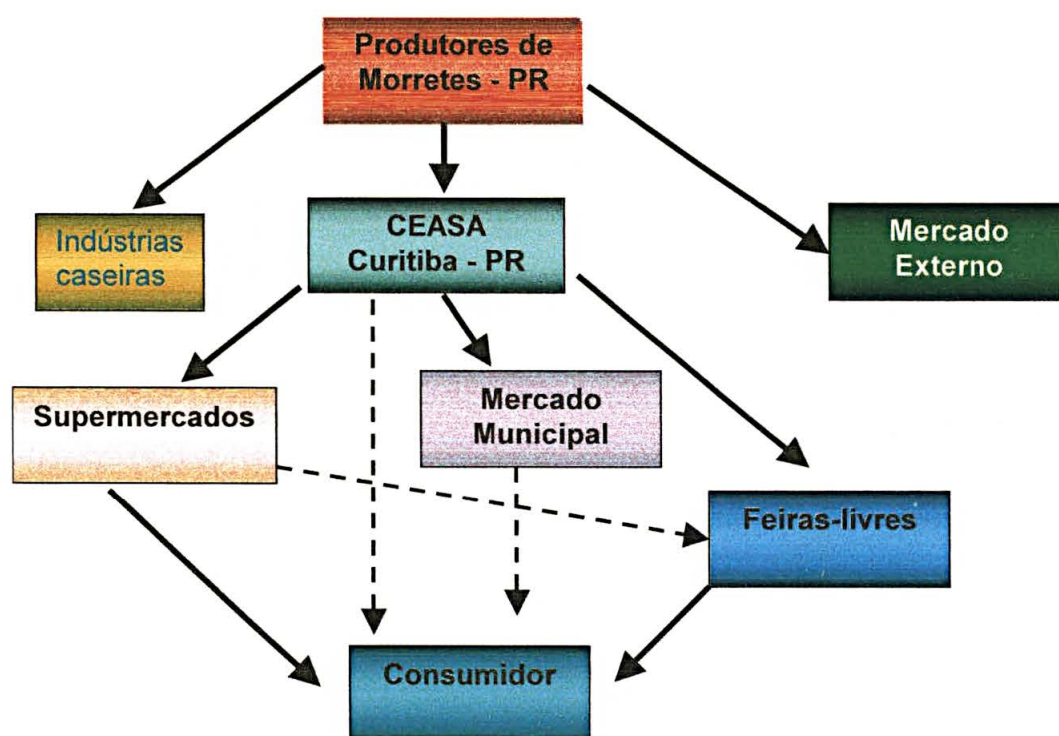 Produtores de
Morretes - PR
Indústrias
caseiras
CEASA
Curitiba - PR
Mercado
Externo
Supermercados
Mercado
Municipal
Feiras-livres
Consumidor